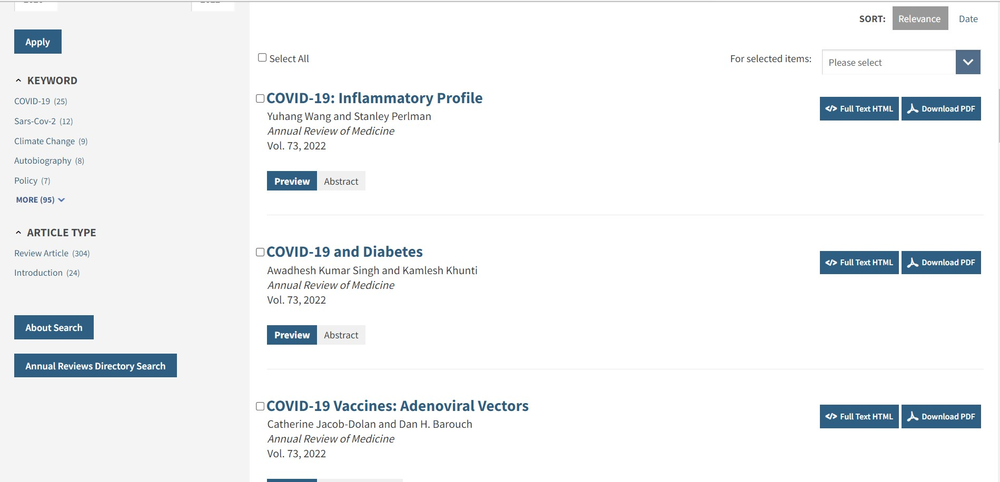 Apply
KEYWORD
COVID-19 (25)
Sars-Cov-2 (12)
Climate Change (9)
Autobiography (8)
Policy (7)
MORE (95)
ARTICLE TYPE
Review Article (304)
Introduction (24)
About Search
Annual Reviews Directory Search
SORT: Relevance Date
Select All
For selected items: Please select
COVID-19: Inflammatory Profile
Yuhang Wang and Stanley Perlman
Annual Review of Medicine
Vol. 73, 2022
</> Full Text HTML Download PDF
Preview Abstract
COVID-19 and Diabetes
Awadhesh Kumar Singh and Kamlesh Khunti
Annual Review of Medicine
Vol. 73, 2022
</> Full Text HTML Download PDF
Preview Abstract
COVID-19 Vaccines: Adenoviral Vectors
Catherine Jacob-Dolan and Dan H. Barouch
Annual Review of Medicine
Vol. 73, 2022
</> Full Text HTML Download PDF